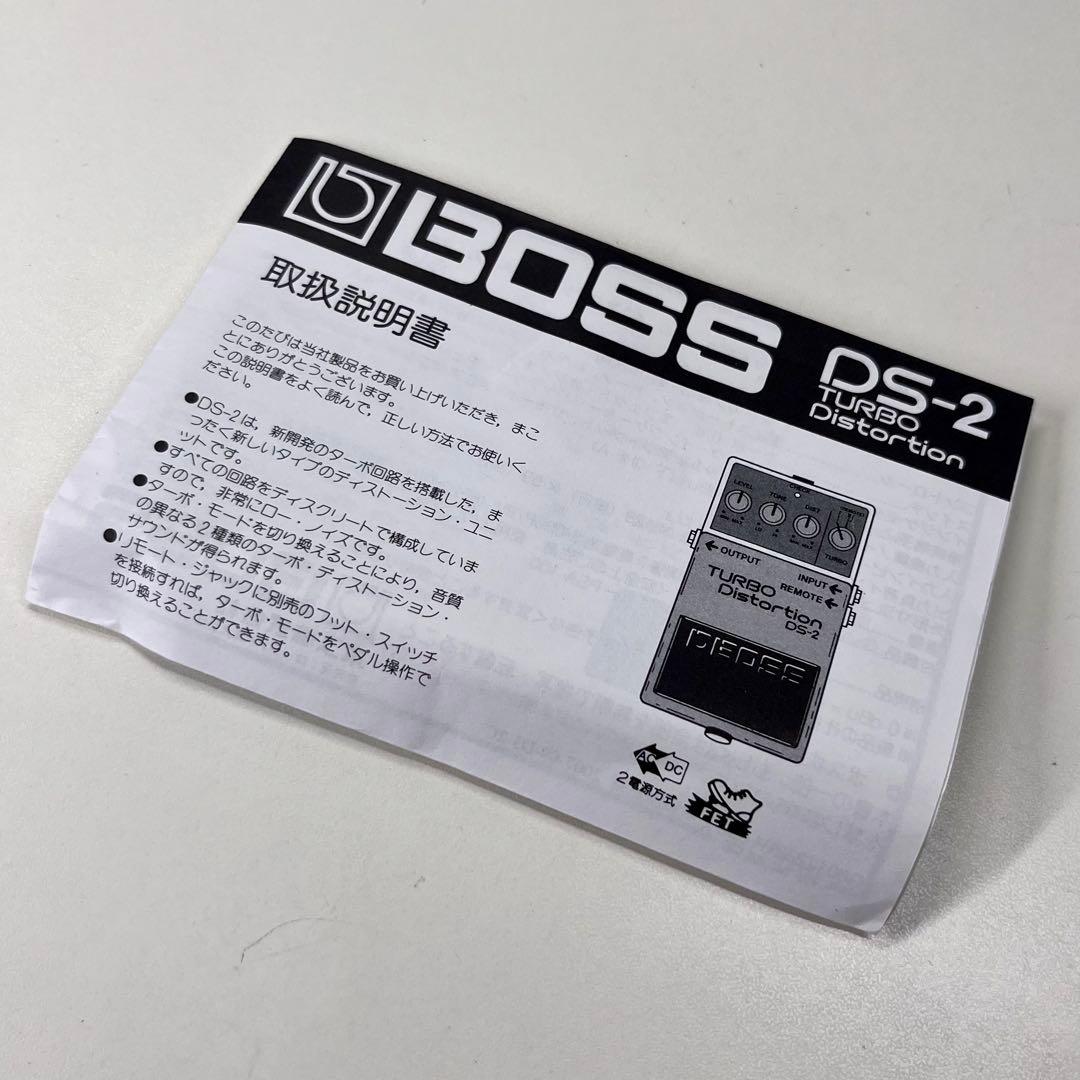 BOSS
DS-2
TURBO
Distortion
取扱説明書
このたびは当社製品をお買い上げいただき，まこ
とにありがとうございます。
この説明書をよく読んで，正しい方法でお使いく
ださい。
●DS-2は，新開発のターボ回路を搭載した，ま
ったく新しいタイプのディストーション・ユニ
ットです。
●すべての回路をディスクリートで構成していま
すので，非常にロー・ノイズです。
●ターボ・モードを切り換えることにより，音質
の異なる2種類のターボ・ディストーション・
サウンドが得られます。
●リモート・ジャックに別売のフット・スイッチ
を接続すれば，ターボ・モードをペダル操作で
切り換えることができます。
CHECK
LEVEL TONE DIST
TURBO
←OUTPUT
INPUT←
REMOTE←
TURBO
Distortion
DS-2
BOSS
AC DC
2電源方式
FET